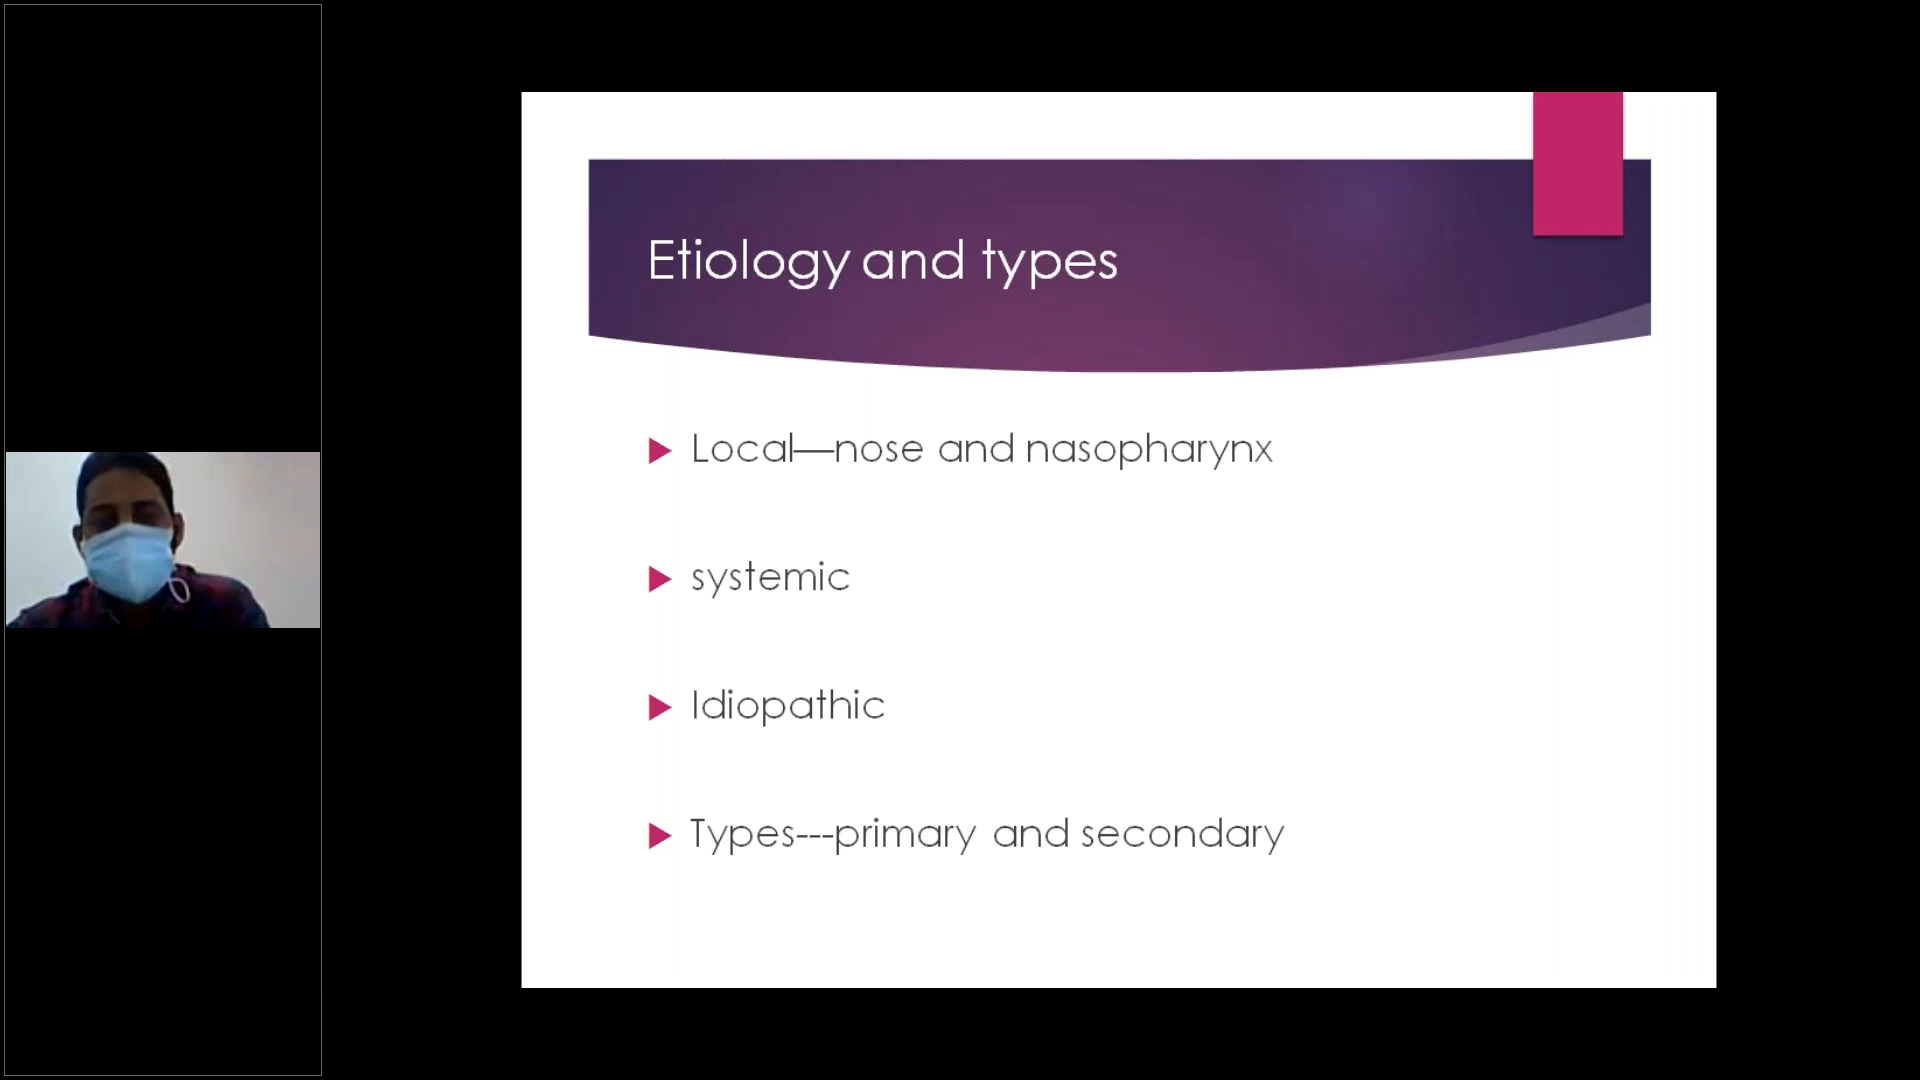 Etiology and types
Local—nose and nasopharynx
systemic
Idiopathic
Types---primary and secondary